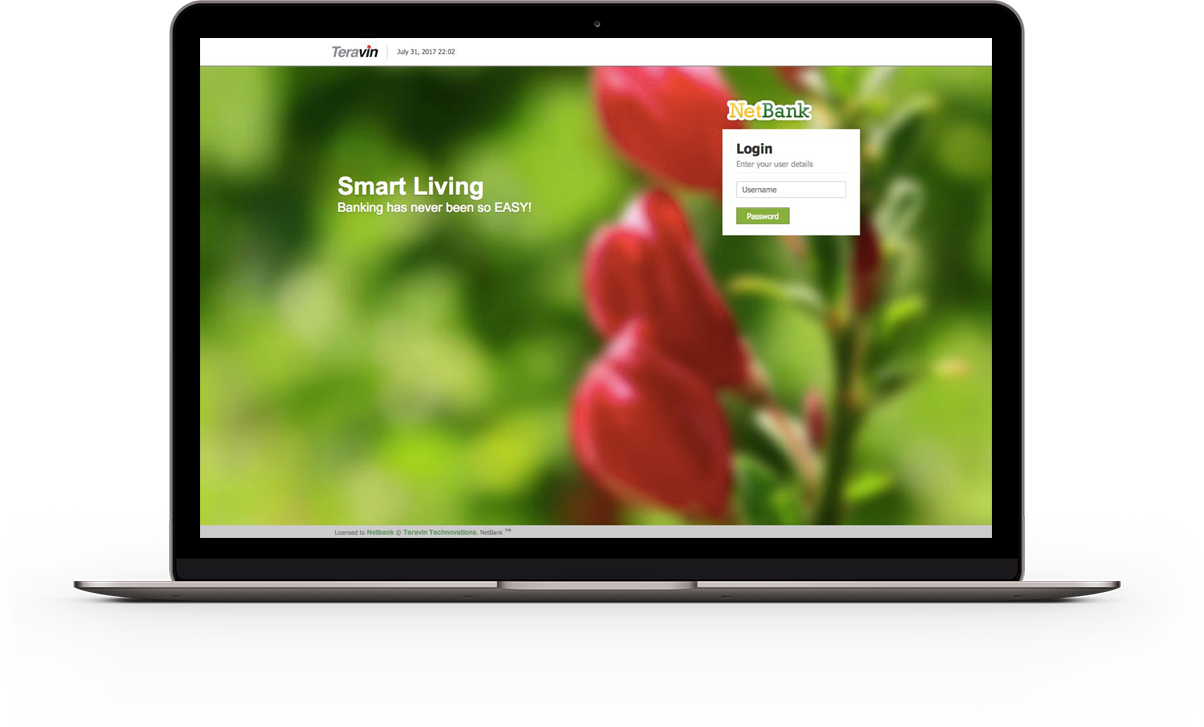 Teravin
July 31, 2017 22:02
NetBank
Login
Enter your user details
Username
Password
Smart Living
Banking has never been so EASY!
Licensed to Netbank © Teravin Technovations. NetBank ™